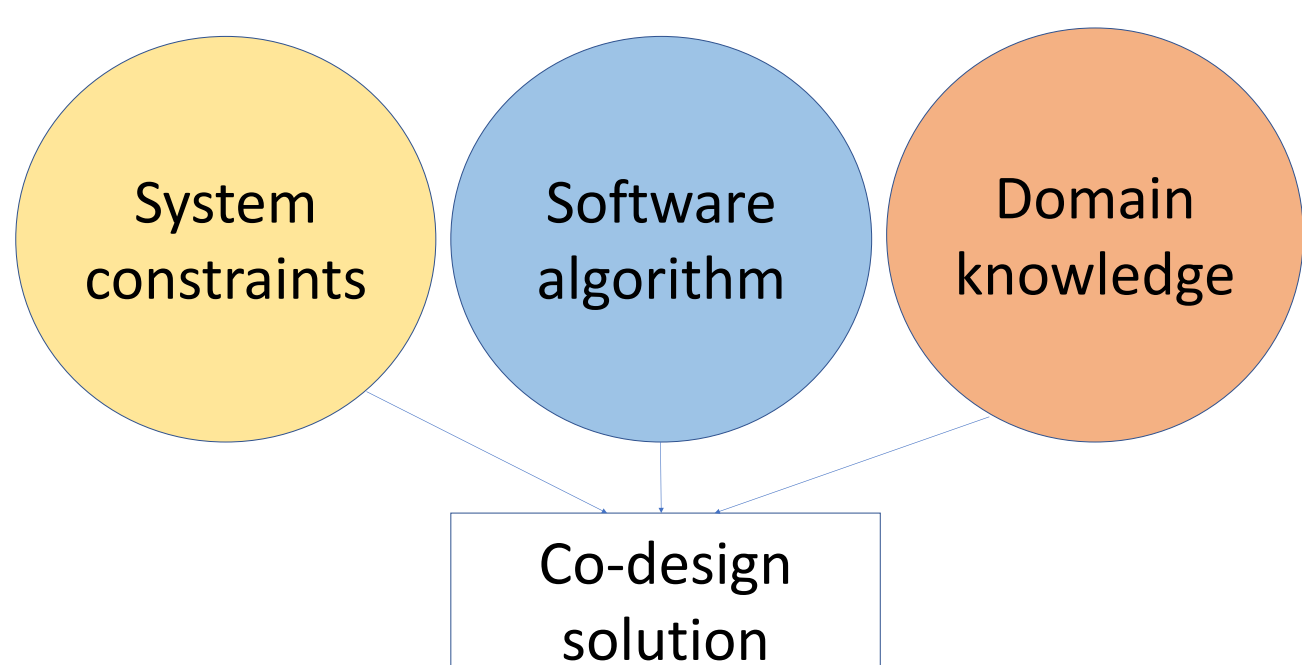 System
constraints
Software
algorithm
Domain
knowledge
Co-design
solution